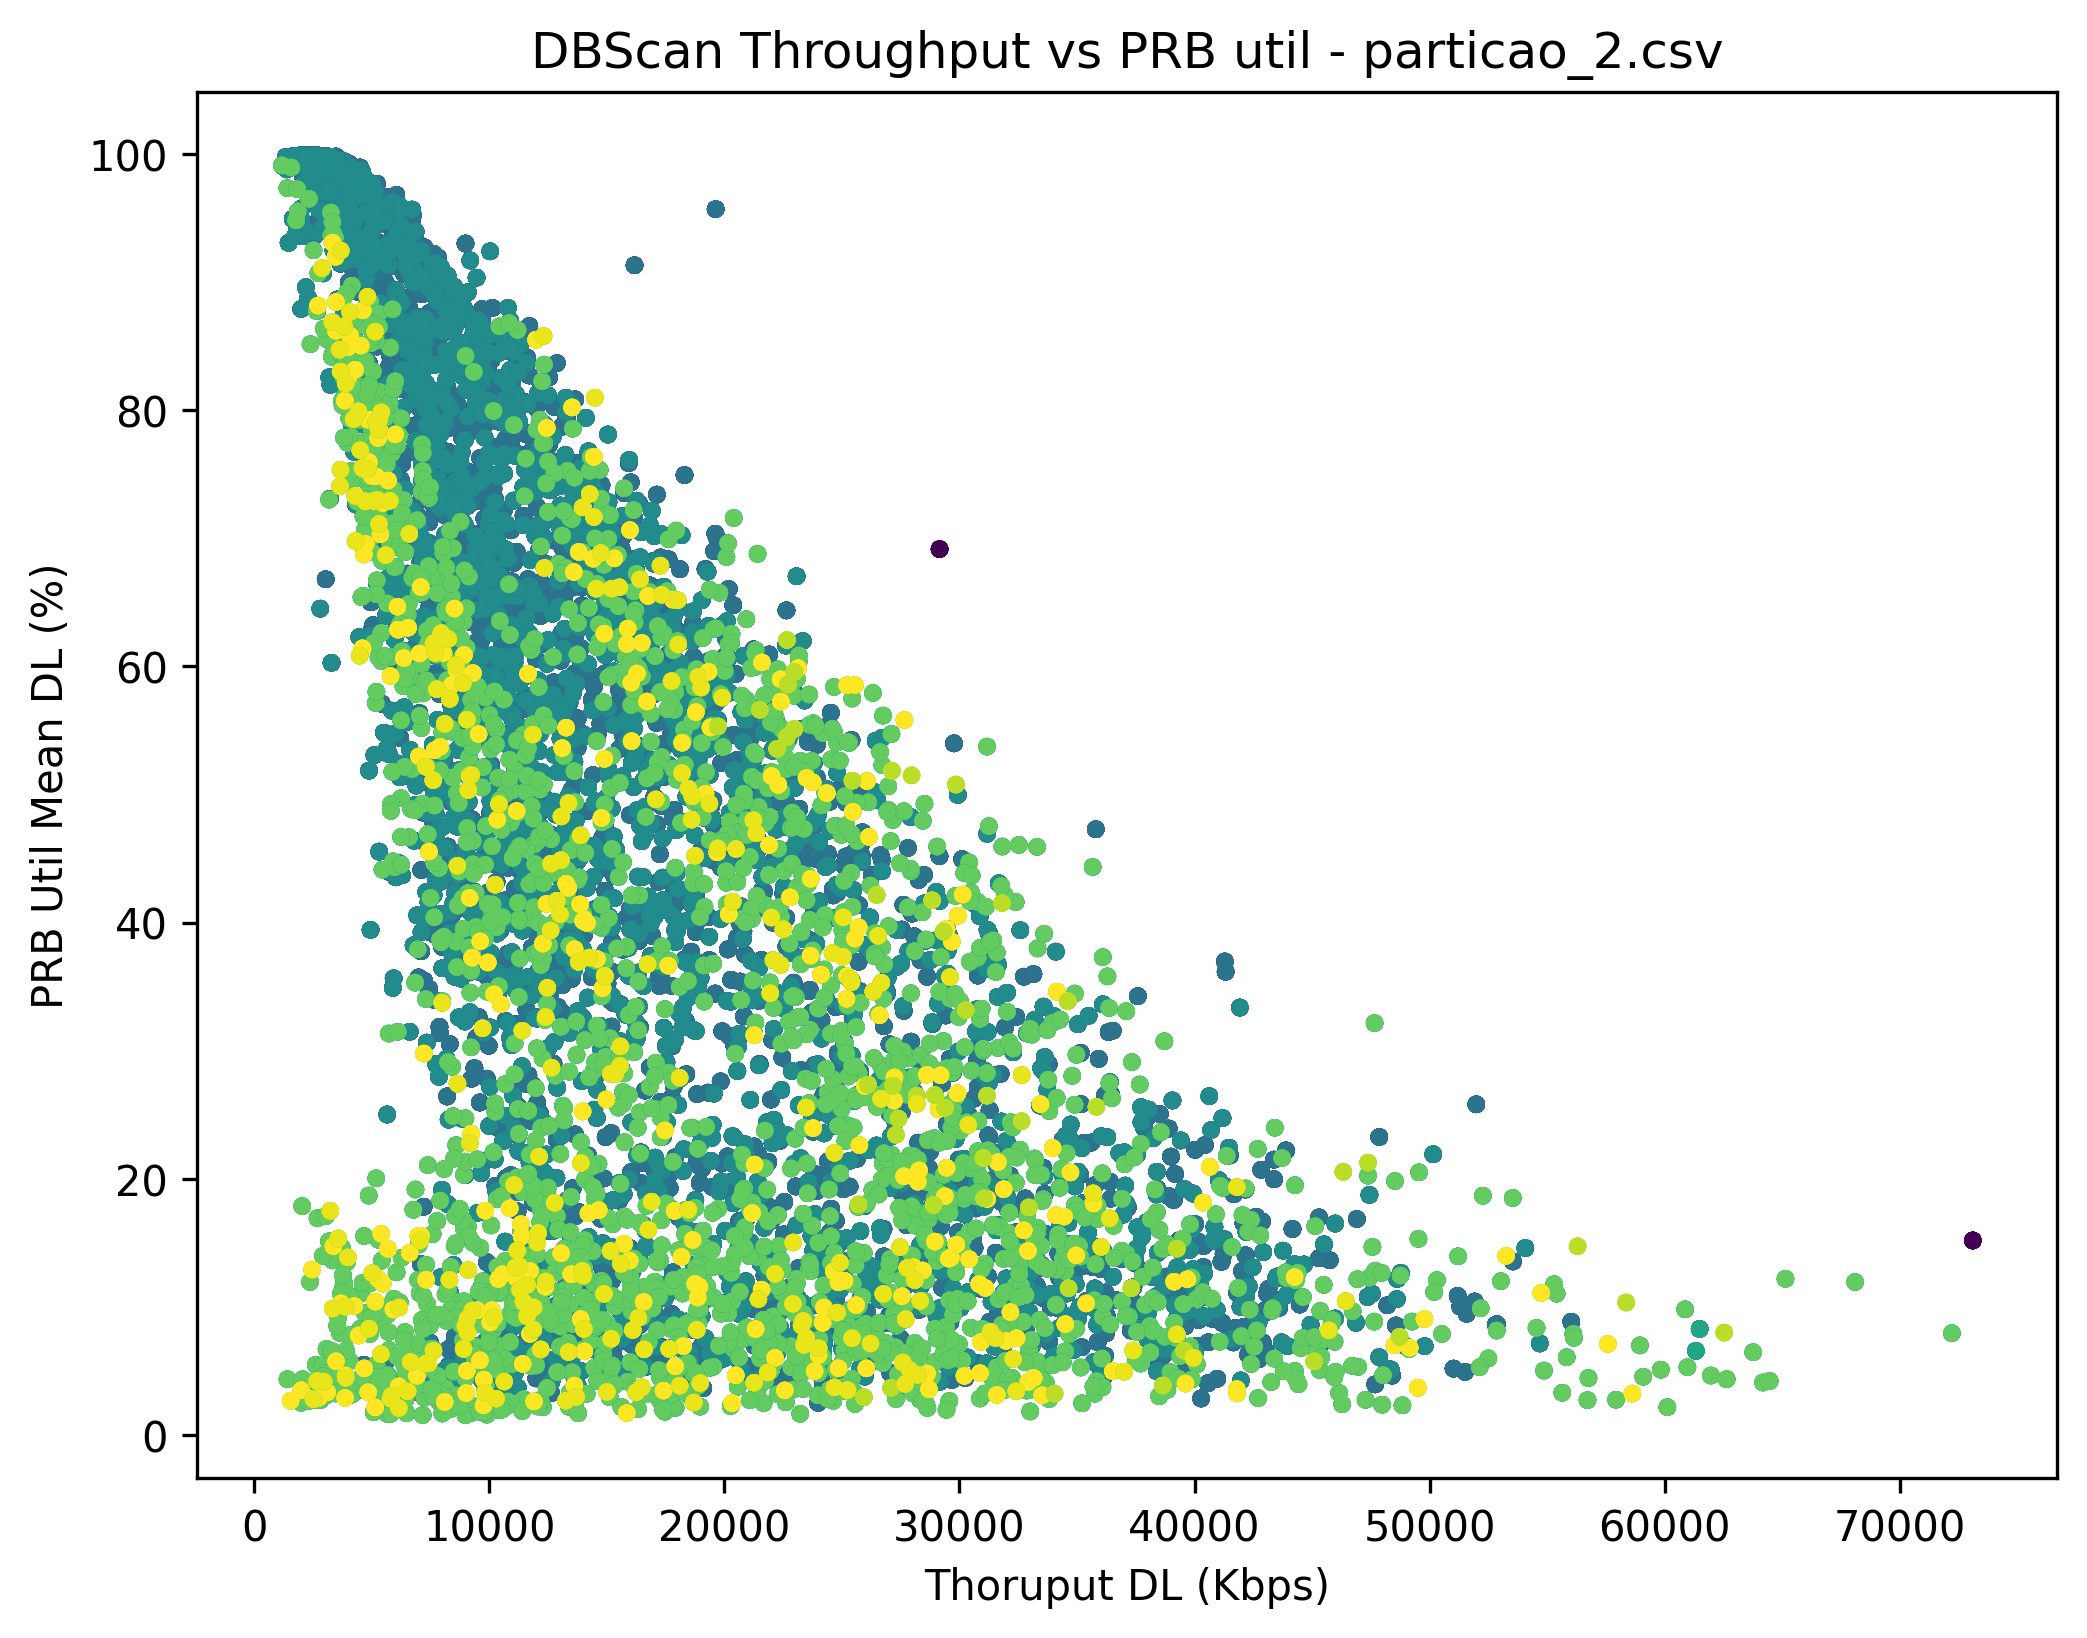 DBScan Throughput vs PRB util - particao_2.csv
PRB Util Mean DL (%)
100
80
60
40
20
0
0 10000 20000 30000 40000 50000 60000 70000
Thoruput DL (Kbps)